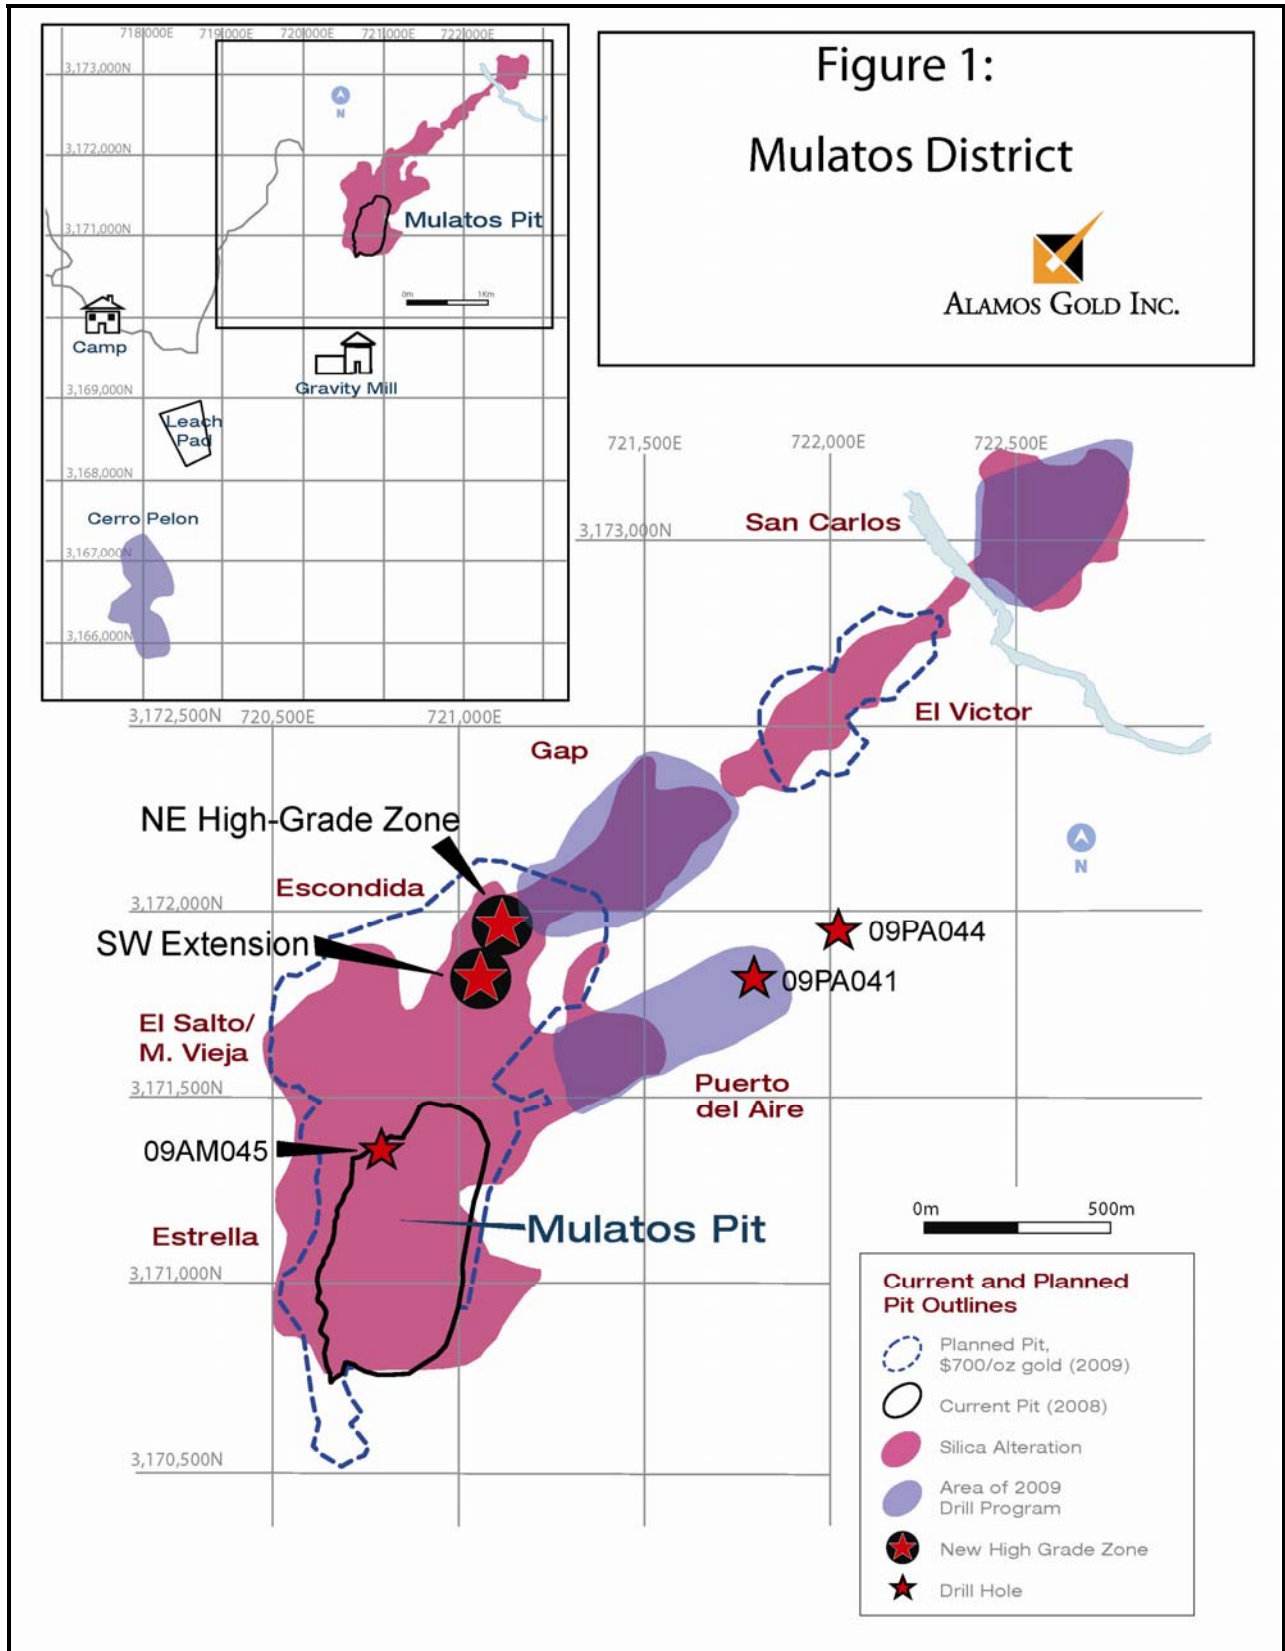 Figure 1:
Mulatos District
ALAMOS GOLD INC.
718,000E
719,000E
720,000E
721,000E
722,000E
3,173,000N
3,172,000N
3,171,000N
N
Mulatos Pit
0m
1Km
Camp
Gravity Mill
3,169,000N
Leach
Pad
3,168,000N
Cerro Pelon
3,167,000N
3,166,000N
721,500E
722,000E
722,500E
3,173,000N
San Carlos
El Victor
3,172,500N
720,500E
721,000E
Gap
NE High-Grade Zone
Escondida
3,172,000N
SW Extension
N
09PA044
09PA041
El Salto/
M. Vieja
Puerto
del Aire
3,171,500N
09AM045
Estrella
Mulatos Pit
3,171,000N
3,170,500N
0m
500m
Current and Planned
Pit Outlines
Planned Pit,
$700/oz gold (2009)
Current Pit (2008)
Silica Alteration
Area of 2009
Drill Program
New High Grade Zone
Drill Hole